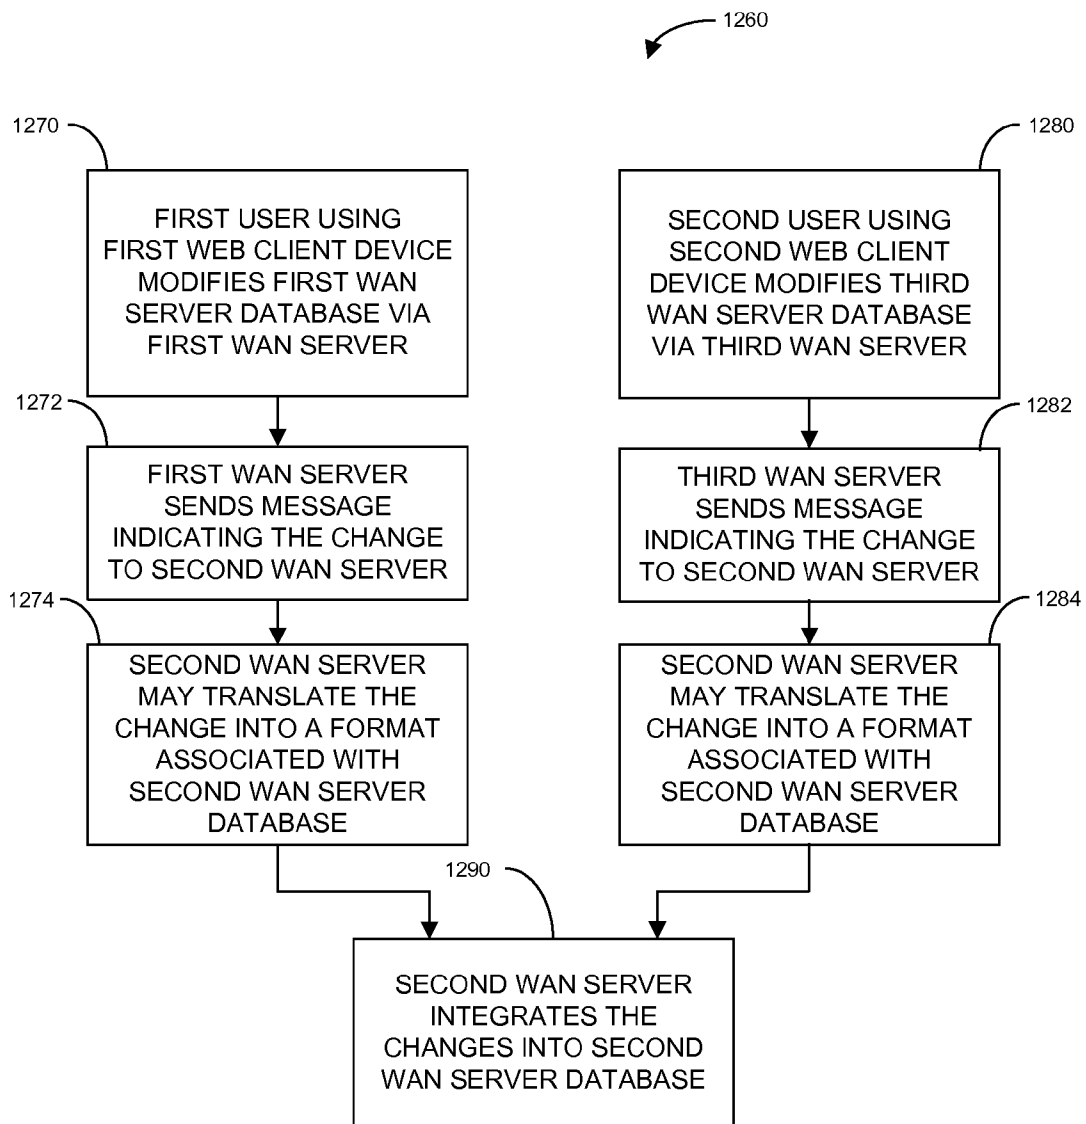 1260
1270
FIRST USER USING
FIRST WEB CLIENT DEVICE
MODIFIES FIRST WAN
SERVER DATABASE VIA
FIRST WAN SERVER
1280
SECOND USER USING
SECOND WEB CLIENT
DEVICE MODIFIES THIRD
WAN SERVER DATABASE
VIA THIRD WAN SERVER
1272
FIRST WAN SERVER
SENDS MESSAGE
INDICATING THE CHANGE
TO SECOND WAN SERVER
1282
THIRD WAN SERVER
SENDS MESSAGE
INDICATING THE CHANGE
TO SECOND WAN SERVER
1274
SECOND WAN SERVER
MAY TRANSLATE THE
CHANGE INTO A FORMAT
ASSOCIATED WITH
SECOND WAN SERVER
DATABASE
1284
SECOND WAN SERVER
MAY TRANSLATE THE
CHANGE INTO A FORMAT
ASSOCIATED WITH
SECOND WAN SERVER
DATABASE
1290
SECOND WAN SERVER
INTEGRATES THE
CHANGES INTO SECOND
WAN SERVER DATABASE